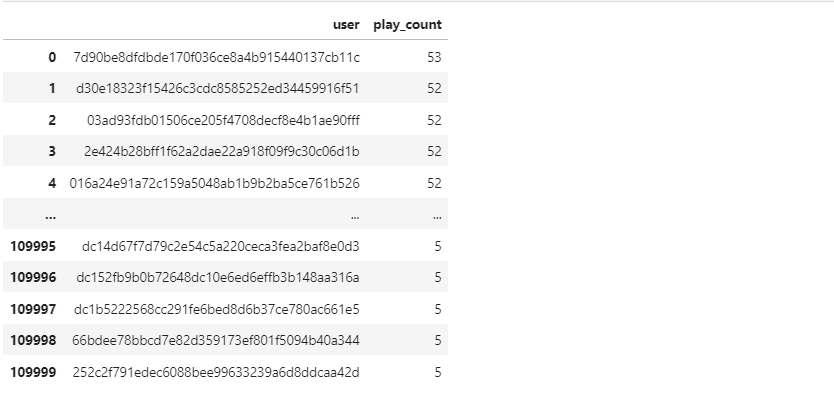 user play_count
0 7d90be8dfdbde170f036ce8a4b915440137cb11c 53
1 d30e18323f15426c3cdc8585252ed34459916f51 52
2 03ad93fdb01506ce205f4708decf8e4b1ae90fff 52
3 2e424b28bff1f62a2dae22a918f09f9c30c06d1b 52
4 016a24e91a72c159a5048ab1b9b2ba5ce761b526 52
... ... ...
109995 dc14d67f7d79c2e54c5a220ceca3fea2baf8e0d3 5
109996 dc152fb9b0b72648dc10e6ed6effb3b148aa316a 5
109997 dc1b5222568cc291fe6bed8d6b37ce780ac661e5 5
109998 66bdee78bbcd7e82d359173ef801f5094b40a344 5
109999 252c2f791edec6088bee99633239a6d8ddcaa42d 5